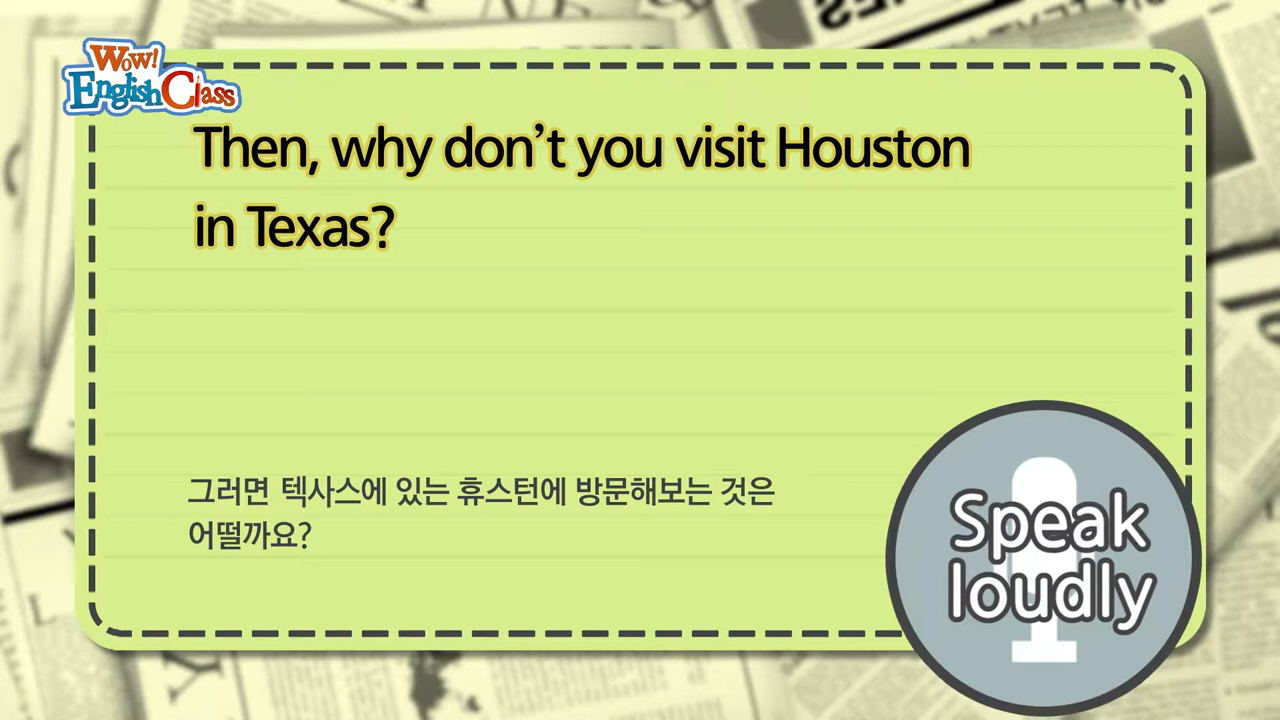 Wow!
English Class
Then, why don’t you visit Houston
in Texas?
그러면 텍사스에 있는 휴스턴에 방문해보는 것은
어떨까요?
Speak
loudly